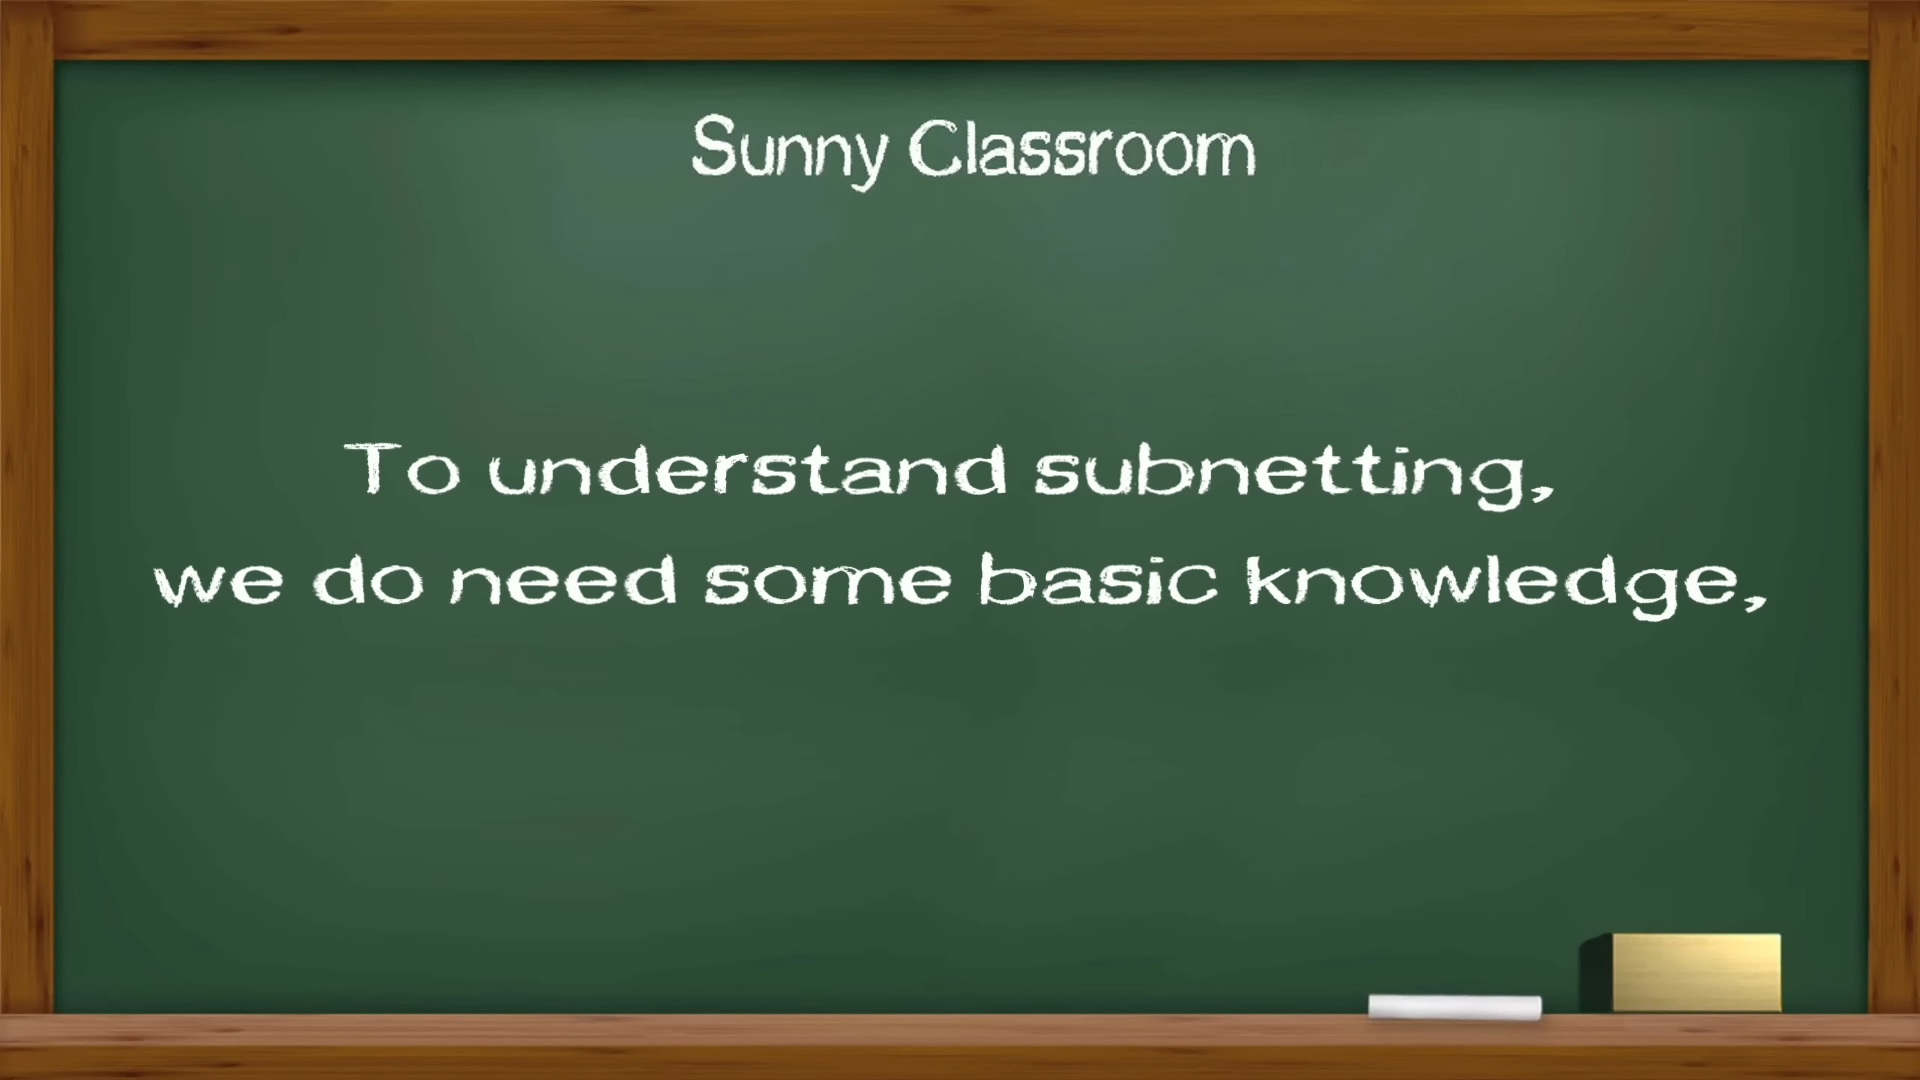 Sunny Classroom
To understand subnetting,
we do need some basic knowledge,